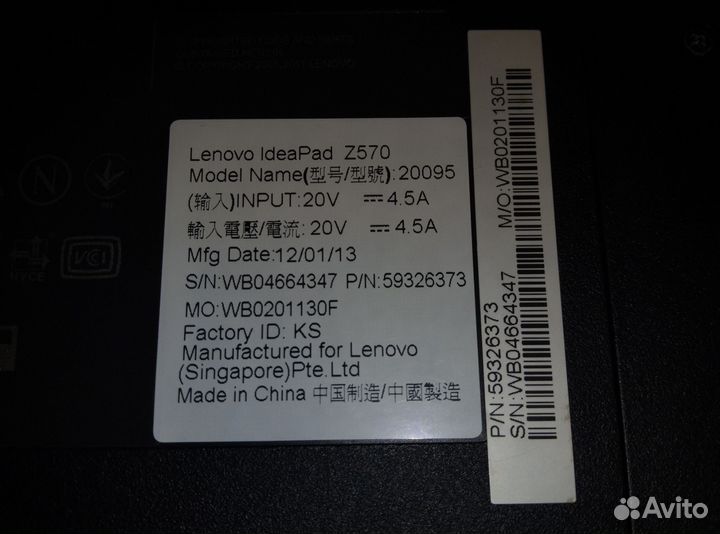 Lenovo IdeaPad Z570
Model Name(型号/型號):20095
(输入)INPUT:20V ⎓ 4.5A
輸入電壓/電流: 20V ⎓ 4.5A
Mfg Date:12/01/13
S/N:WB04664347 P/N:59326373
MO:WB0201130F
Factory ID: KS
Manufactured for Lenovo
(Singapore)Pte.Ltd
Made in China 中国制造/中國製造
P/N:59326373
S/N:WB04664347 M/O:WB0201130F
NYCE
VCI
Avito